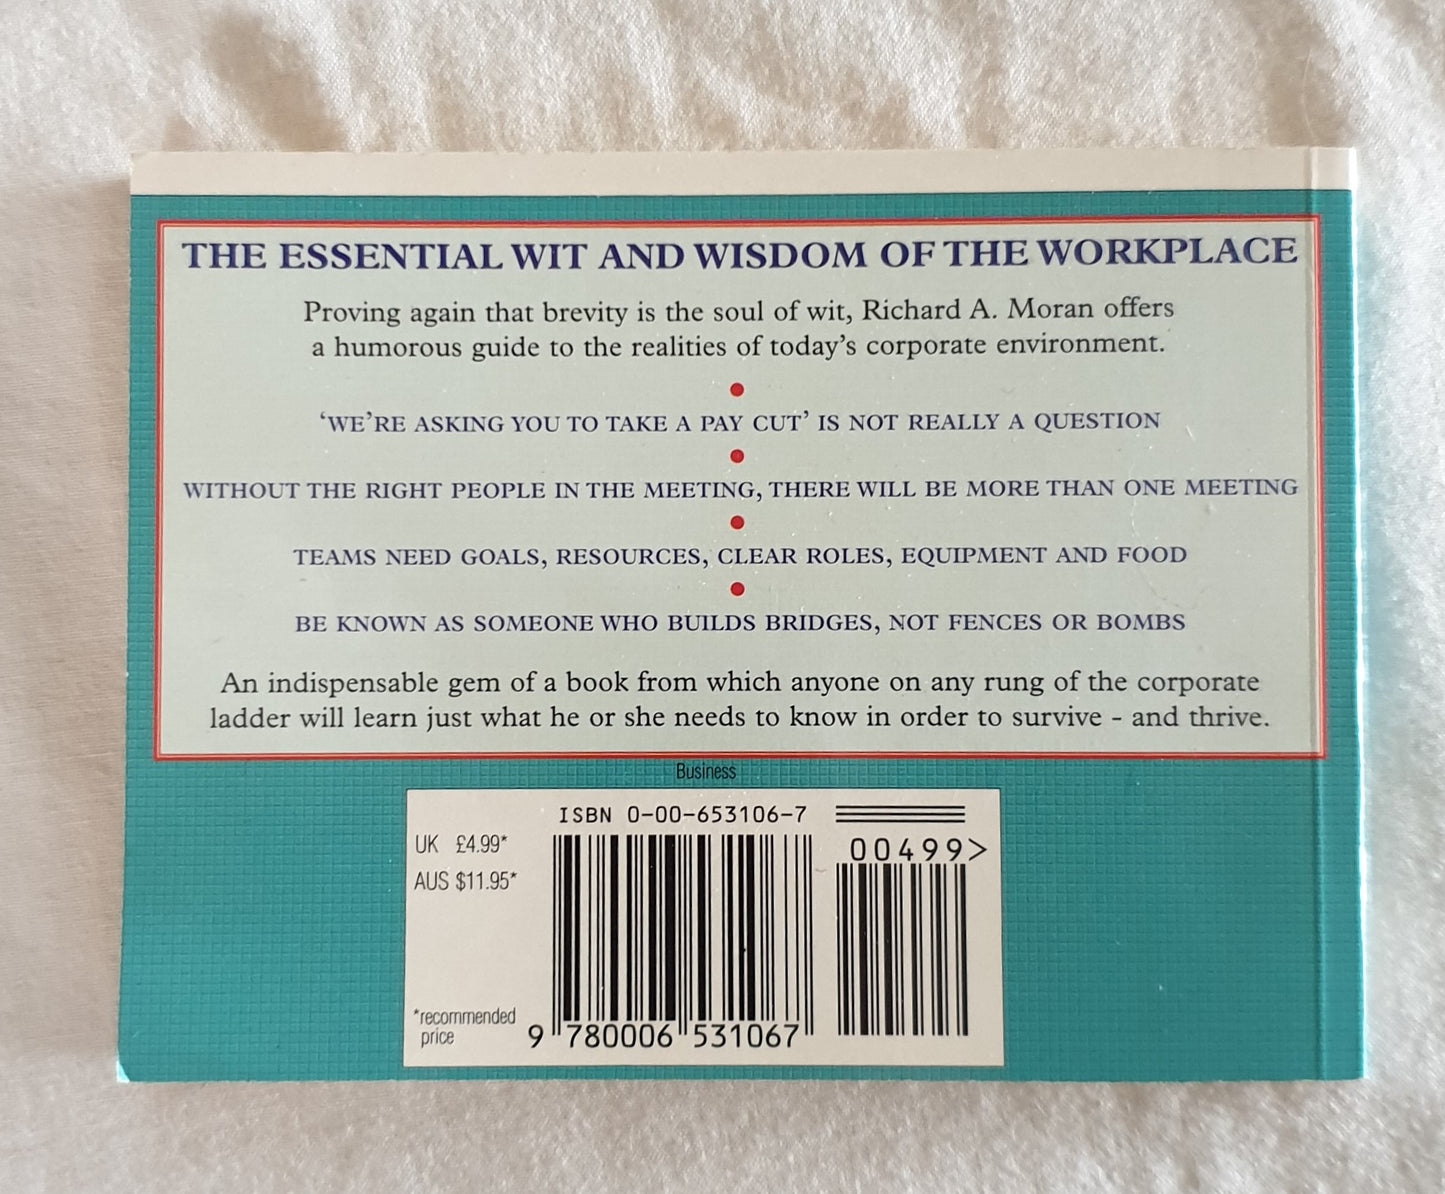 THE ESSENTIAL WIT AND WISDOM OF THE WORKPLACE
Proving again that brevity is the soul of wit, Richard A. Moran offers
a humorous guide to the realities of today's corporate environment.
'WE'RE ASKING YOU TO TAKE A PAY CUT' IS NOT REALLY A QUESTION
WITHOUT THE RIGHT PEOPLE IN THE MEETING, THERE WILL BE MORE THAN ONE MEETING
TEAMS NEED GOALS, RESOURCES, CLEAR ROLES, EQUIPMENT AND FOOD
BE KNOWN AS SOMEONE WHO BUILDS BRIDGES, NOT FENCES OR BOMBS
An indispensable gem of a book from which anyone on any rung of the corporate
ladder will learn just what he or she needs to know in order to survive - and thrive.
Business
ISBN 0-00-653106-7
UK £4.99*
00499>
AUS $11.95*
*recommended
price
9 780006 531067